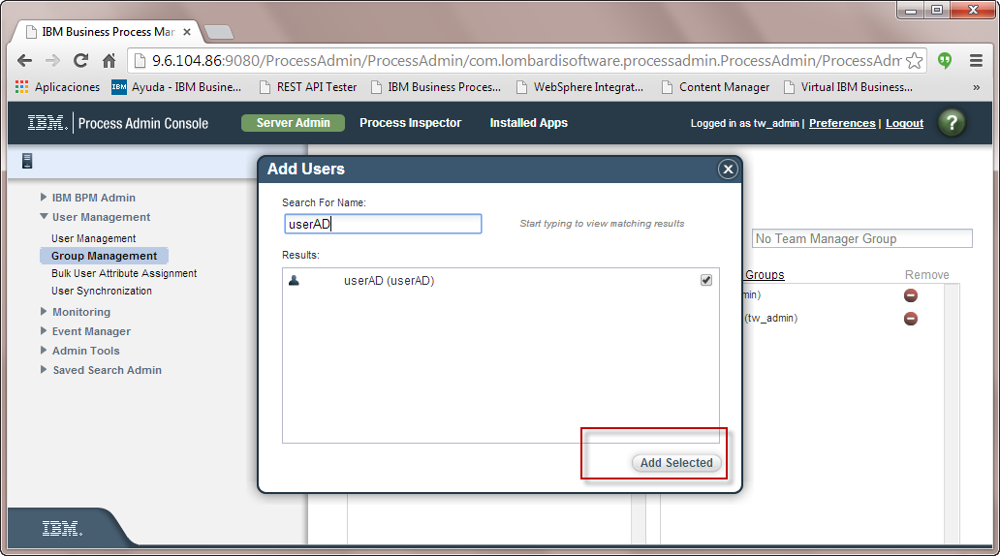 IBM Business Process Mar
9.6.104.86:9080/ProcessAdmin/ProcessAdmin/com.lombardisoftware.processadmin.ProcessAdmin/ProcessAdm
Aplicaciones IBM Ayuda - IBM Busine... REST API Tester IBM Business Proces... WebSphere Integrat... Content Manager Virtual IBM Business... »
IBM. Process Admin Console Server Admin Process Inspector Installed Apps Logged in as tw_admin | Preferences | Logout ?
Add Users
Search For Name:
userAD
Start typing to view matching results
Results:
userAD (userAD)
Add Selected
IBM BPM Admin
User Management
User Management
Group Management
Bulk User Attribute Assignment
User Synchronization
Monitoring
Event Manager
Admin Tools
Saved Search Admin
No Team Manager Group
Groups Remove
min)
(tw_admin)
IBM.